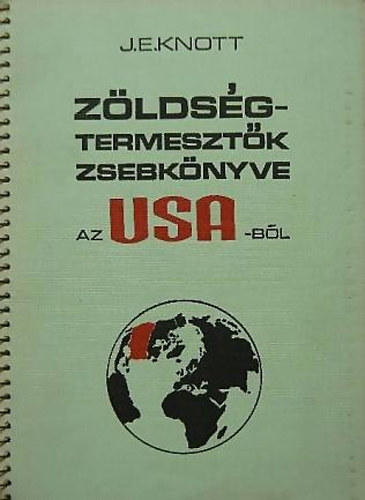 J.E.KNOTT
ZÖLDSÉG-
TERMESZTŐK
ZSEBKÖNYVE
AZ USA-BÓL